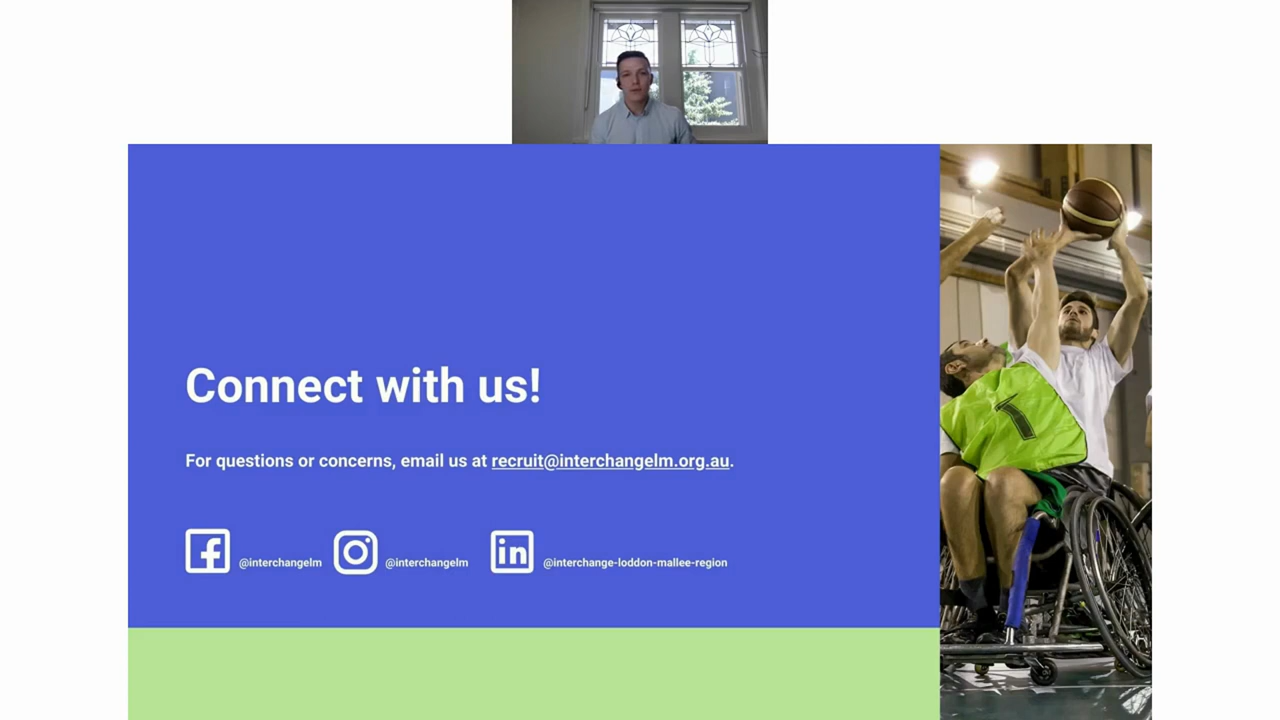 Connect with us!
For questions or concerns, email us at recruit@interchangelm.org.au.
@interchangelm @interchangelm @interchange-loddon-mallee-region